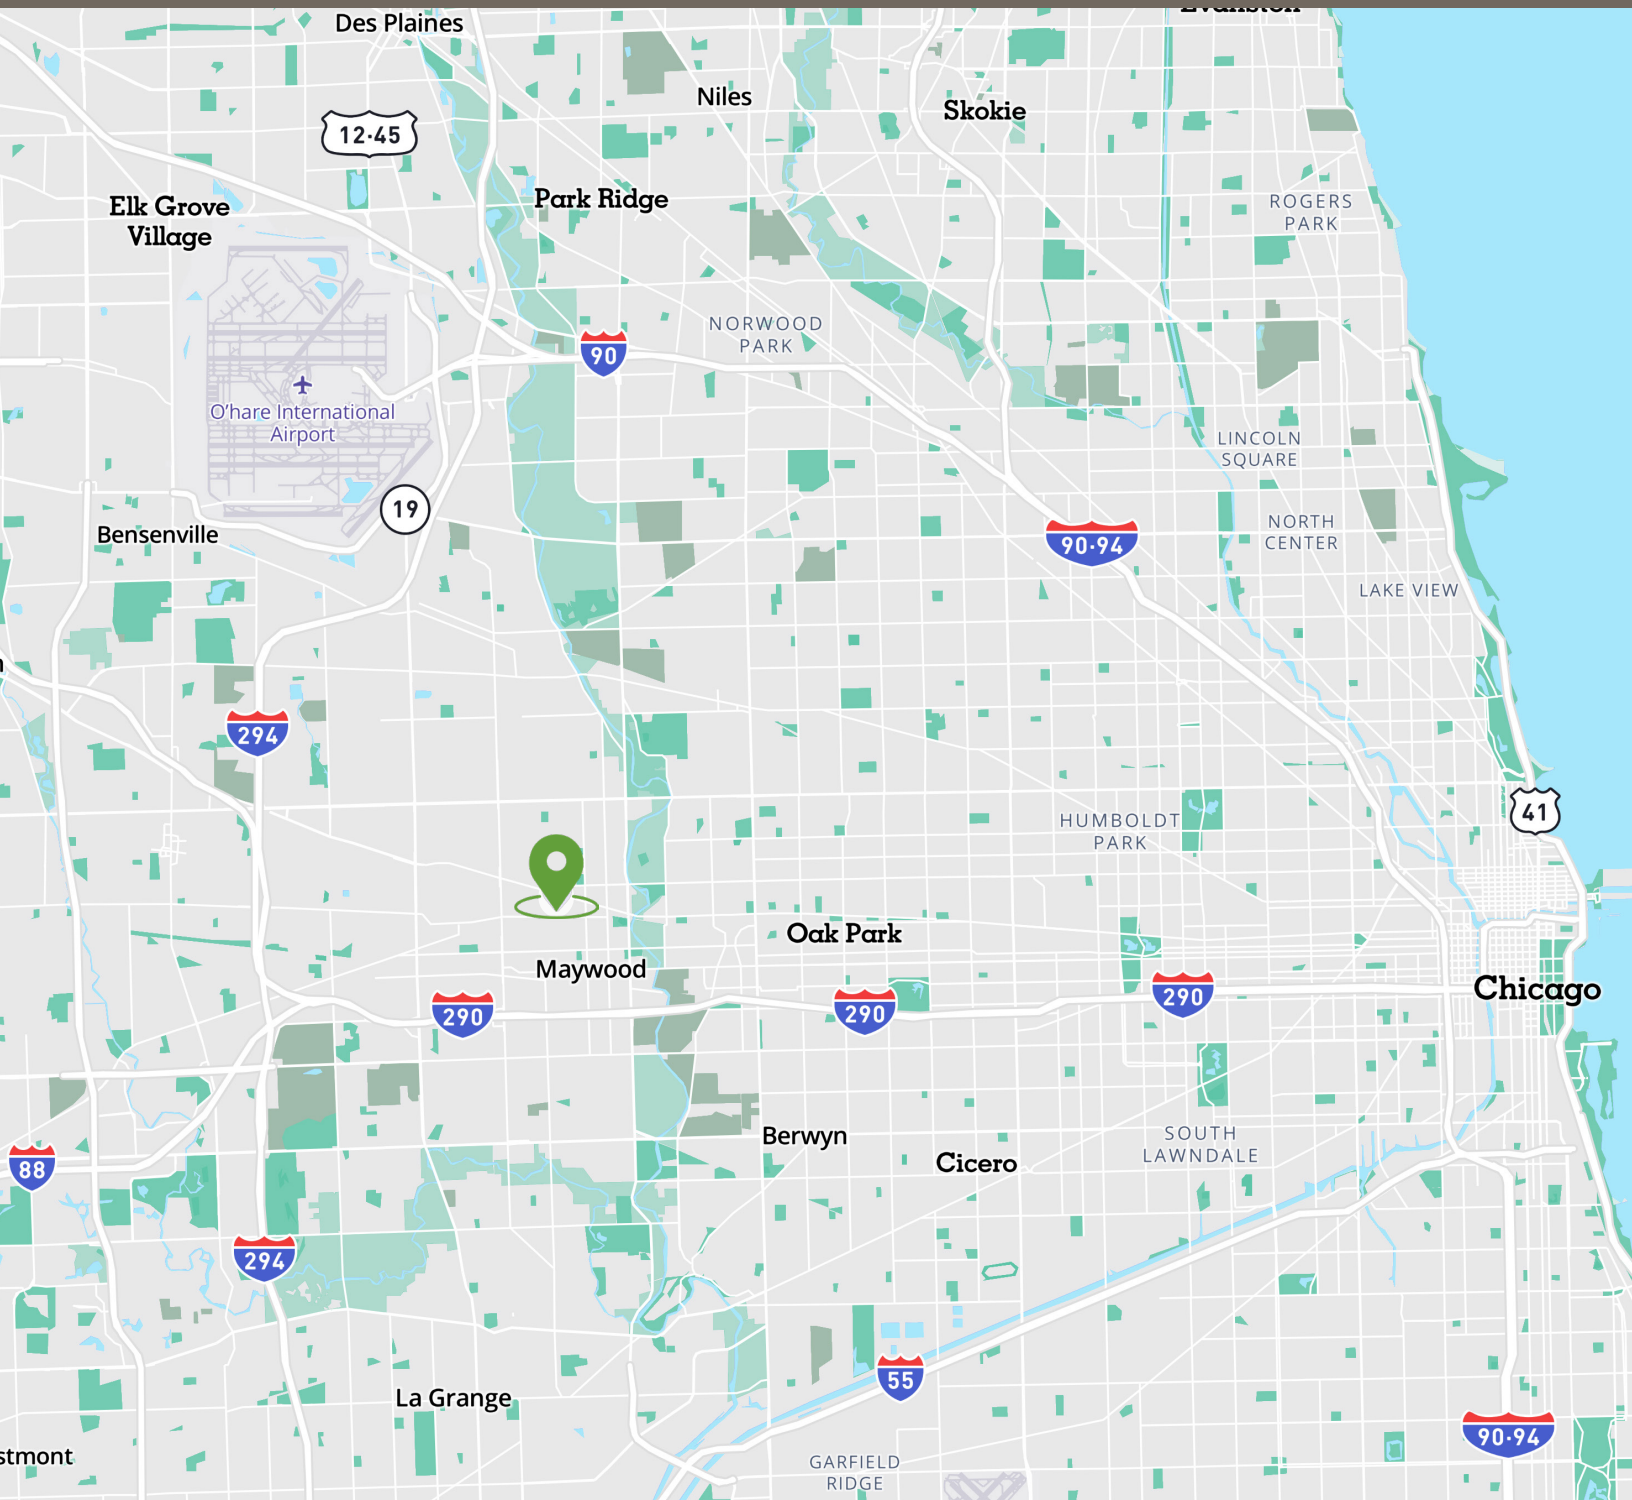 Evanston
Des Plaines
Niles
Skokie
12·45
Park Ridge
Elk Grove
Village
ROGERS
PARK
NORWOOD
PARK
90
O'hare International
Airport
LINCOLN
SQUARE
19
Bensenville
NORTH
CENTER
90·94
LAKE VIEW
294
41
HUMBOLDT
PARK
Oak Park
Maywood
290
290
290
Chicago
Berwyn
Cicero
SOUTH
LAWNDALE
88
294
55
La Grange
90·94
stmont
GARFIELD
RIDGE